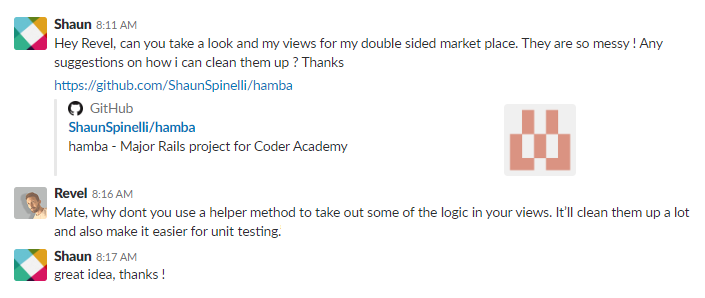 Shaun 8:11 AM
Hey Revel, can you take a look and my views for my double sided market place. They are so messy ! Any
suggestions on how i can clean them up ? Thanks
https://github.com/ShaunSpinelli/hamba
GitHub
ShaunSpinelli/hamba
hamba - Major Rails project for Coder Academy
Revel 8:16 AM
Mate, why dont you use a helper method to take out some of the logic in your views. It'll clean them up a lot
and also make it easier for unit testing.
Shaun 8:17 AM
great idea, thanks !